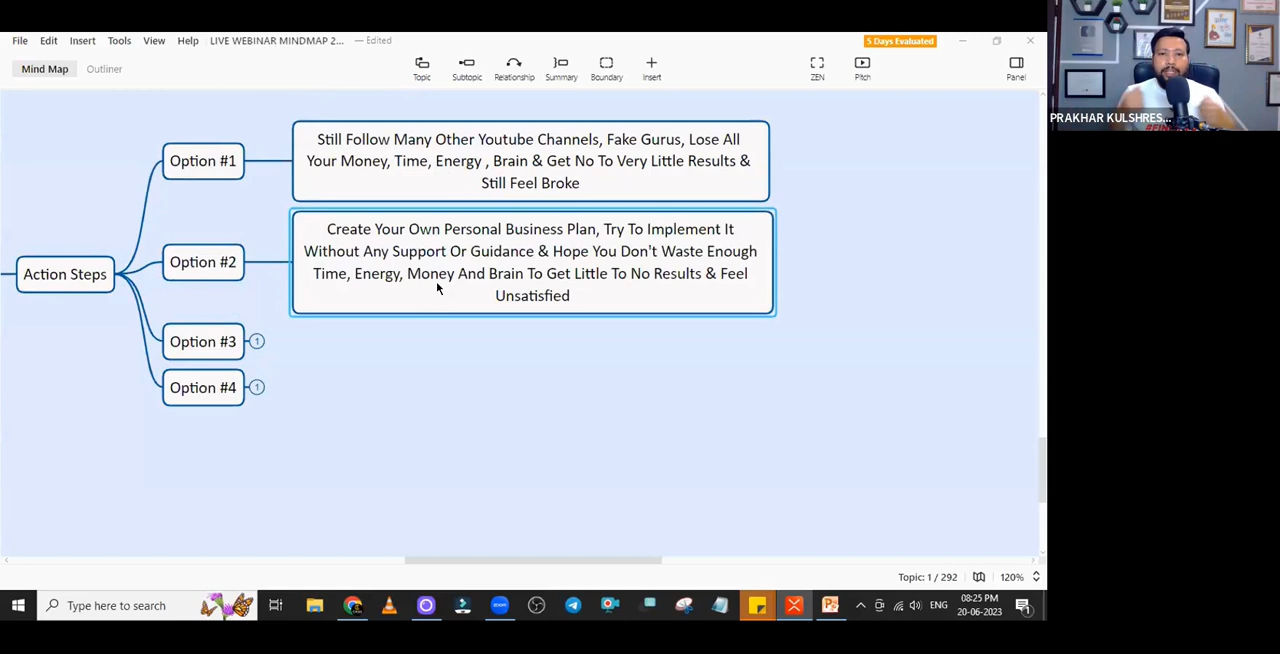 File Edit Insert Tools View Help LIVE WEBINAR MINDMAP 2... — Edited
5 Days Evaluated
Mind Map Outliner
Topic Subtopic Relationship Summary Boundary Insert ZEN Pitch Panel
PRAKHAR KULSHRES...
Action Steps
Option #1
Still Follow Many Other Youtube Channels, Fake Gurus, Lose All
Your Money, Time, Energy , Brain & Get No To Very Little Results &
Still Feel Broke
Option #2
Create Your Own Personal Business Plan, Try To Implement It
Without Any Support Or Guidance & Hope You Don't Waste Enough
Time, Energy, Money And Brain To Get Little To No Results & Feel
Unsatisfied
Option #3 1
Option #4 1
Topic: 1 / 292 120%
Type here to search
zoom
ENG
08:25 PM
20-06-2023
1